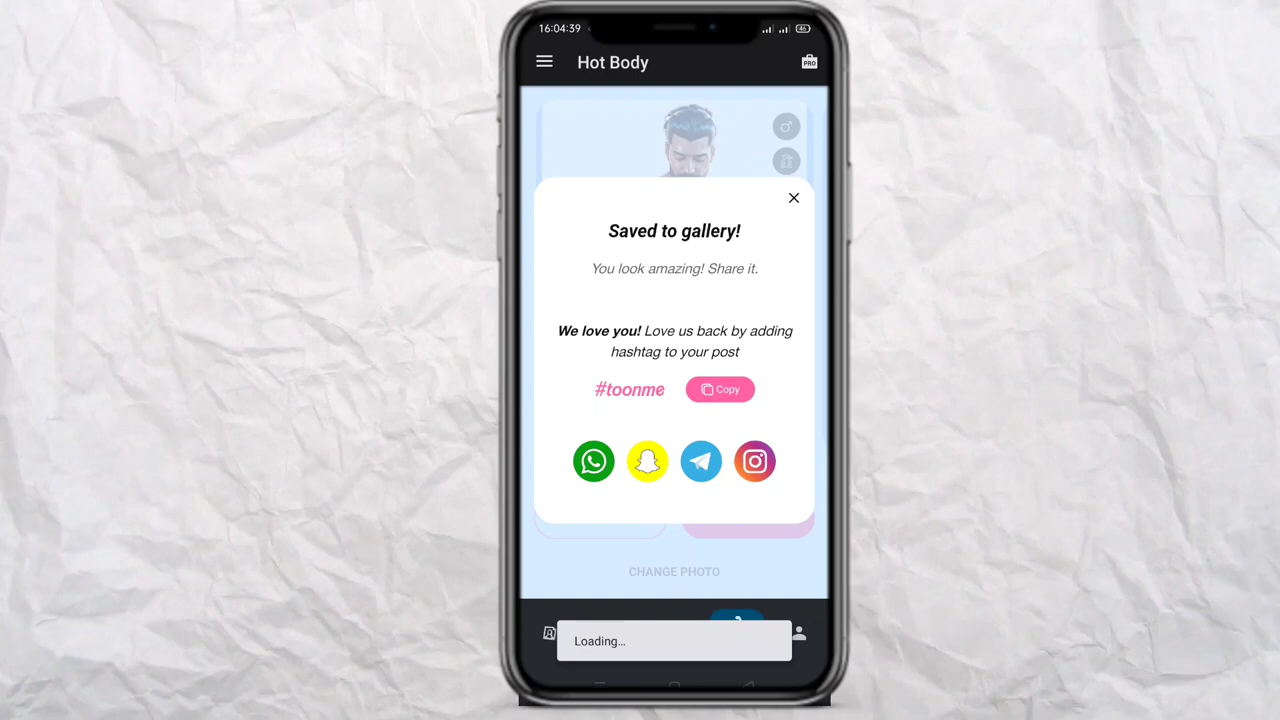 16:04:39
46
Hot Body
PRO
Saved to gallery!
You look amazing! Share it.
We love you! Love us back by adding
hashtag to your post
#toonme
Copy
CHANGE PHOTO
Loading...